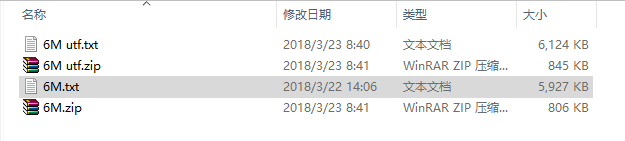 名称 修改日期 类型 大小
6M utf.txt 2018/3/23 8:40 文本文档 6,124 KB
6M utf.zip 2018/3/23 8:41 WinRAR ZIP 压缩... 845 KB
6M.txt 2018/3/22 14:06 文本文档 5,927 KB
6M.zip 2018/3/23 8:41 WinRAR ZIP 压缩... 806 KB